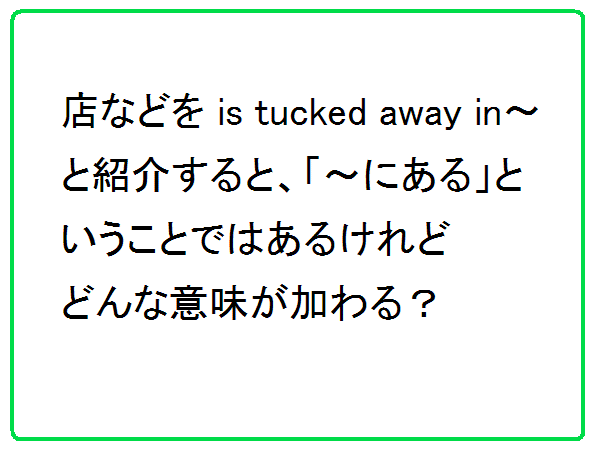 店などを is tucked away in～
と紹介すると、「～にある」と
いうことではあるけれど
どんな意味が加わる？